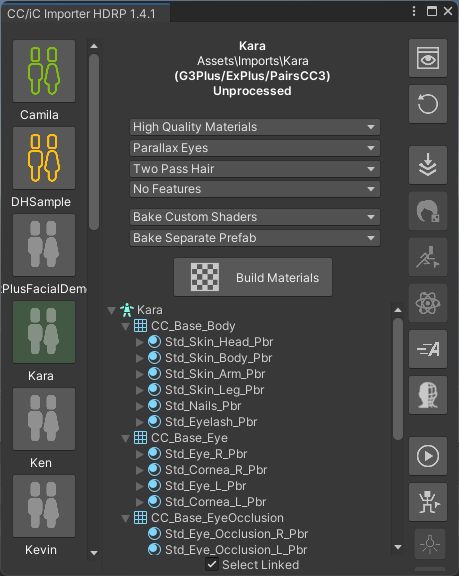 CC/iC Importer HDRP 1.4.1
Camila
DHSample
PlusFacialDemo
Kara
Ken
Kevin
Kara
Assets\Imports\Kara
(G3Plus/ExPlus/PairsCC3)
Unprocessed
High Quality Materials
Parallax Eyes
Two Pass Hair
No Features
Bake Custom Shaders
Bake Separate Prefab
Build Materials
Kara
CC_Base_Body
Std_Skin_Head_Pbr
Std_Skin_Body_Pbr
Std_Skin_Arm_Pbr
Std_Skin_Leg_Pbr
Std_Nails_Pbr
Std_Eyelash_Pbr
CC_Base_Eye
Std_Eye_R_Pbr
Std_Cornea_R_Pbr
Std_Eye_L_Pbr
Std_Cornea_L_Pbr
CC_Base_EyeOcclusion
Std_Eye_Occlusion_R_Pbr
Std_Eye_Occlusion_L_Pbr
Select Linked
A